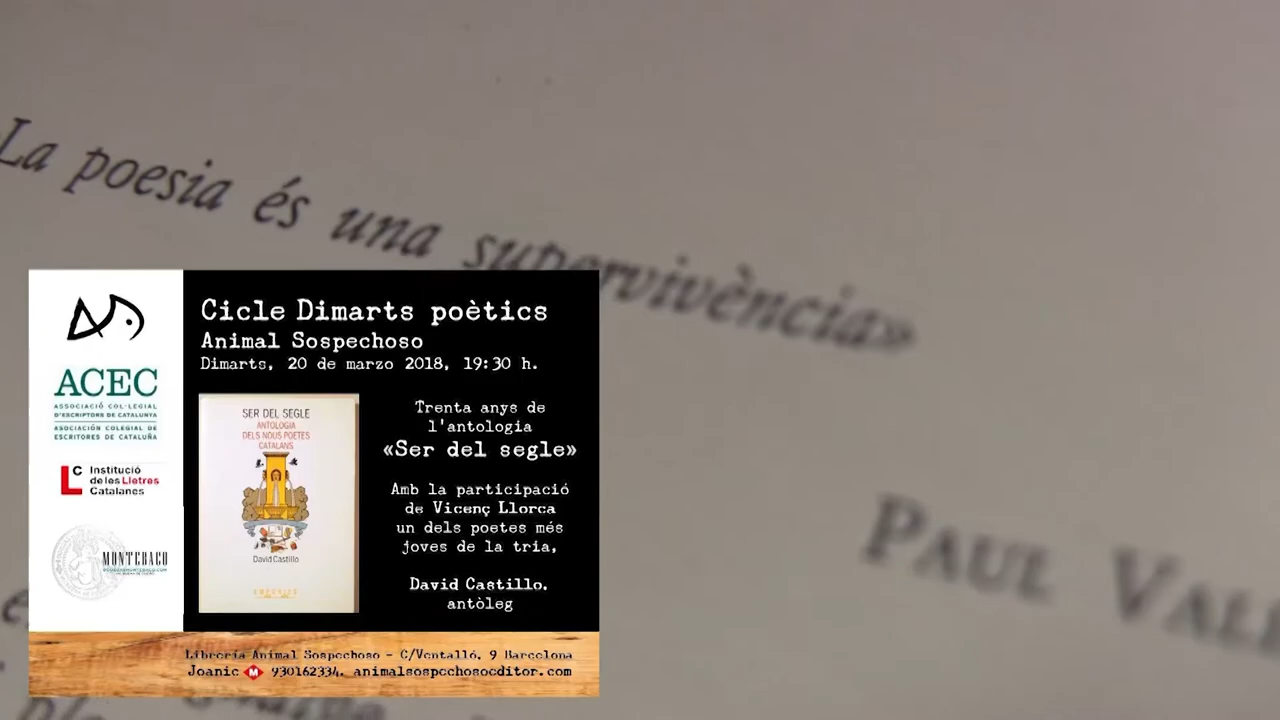 La poesia és una supervivència»
PAUL
Cicle Dimarts poètics
Animal Sospechoso
Dimarts, 20 de marzo 2018, 19:30 h.
ACEC
ASSOCIACIÓ COL·LEGIAL
D'ESCRIPTORS DE CATALUNYA
ASOCIACIÓN COLEGIAL DE
ESCRITORES DE CATALUÑA
LC Institució
de les Lletres
Catalanes
MONTEBACO
SER DEL SEGLE
ANTOLOGIA
DELS NOUS POETES
CATALANS
David Castillo
EMPÚRIES
Trenta anys de
l'antologia
«Ser del segle»
Amb la participació
de Vicenç Llorca
un dels poetes més
joves de la tria,
David Castillo.
antòleg
Librería Animal Sospechoso - C/Ventalló, 9 Barcelona
Joanic M 930162334. animalsospechosoeditor.com